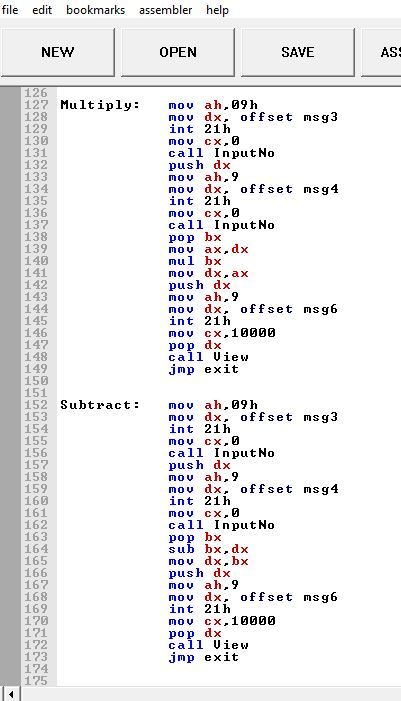 file edit bookmarks assembler help
NEW OPEN SAVE ASS
126
127 Multiply: mov ah,09h
128 mov dx, offset msg3
129 int 21h
130 mov cx,0
131 call InputNo
132 push dx
133 mov ah,9
134 mov dx, offset msg4
135 int 21h
136 mov cx,0
137 call InputNo
138 pop bx
139 mov ax,dx
140 mul bx
141 mov dx,ax
142 push dx
143 mov ah,9
144 mov dx, offset msg6
145 int 21h
146 mov cx,10000
147 pop dx
148 call View
149 jmp exit
150
151
152 Subtract: mov ah,09h
153 mov dx, offset msg3
154 int 21h
155 mov cx,0
156 call InputNo
157 push dx
158 mov ah,9
159 mov dx, offset msg4
160 int 21h
161 mov cx,0
162 call InputNo
163 pop bx
164 sub bx,dx
165 mov dx,bx
166 push dx
167 mov ah,9
168 mov dx, offset msg6
169 int 21h
170 mov cx,10000
171 pop dx
172 call View
173 jmp exit
174
175